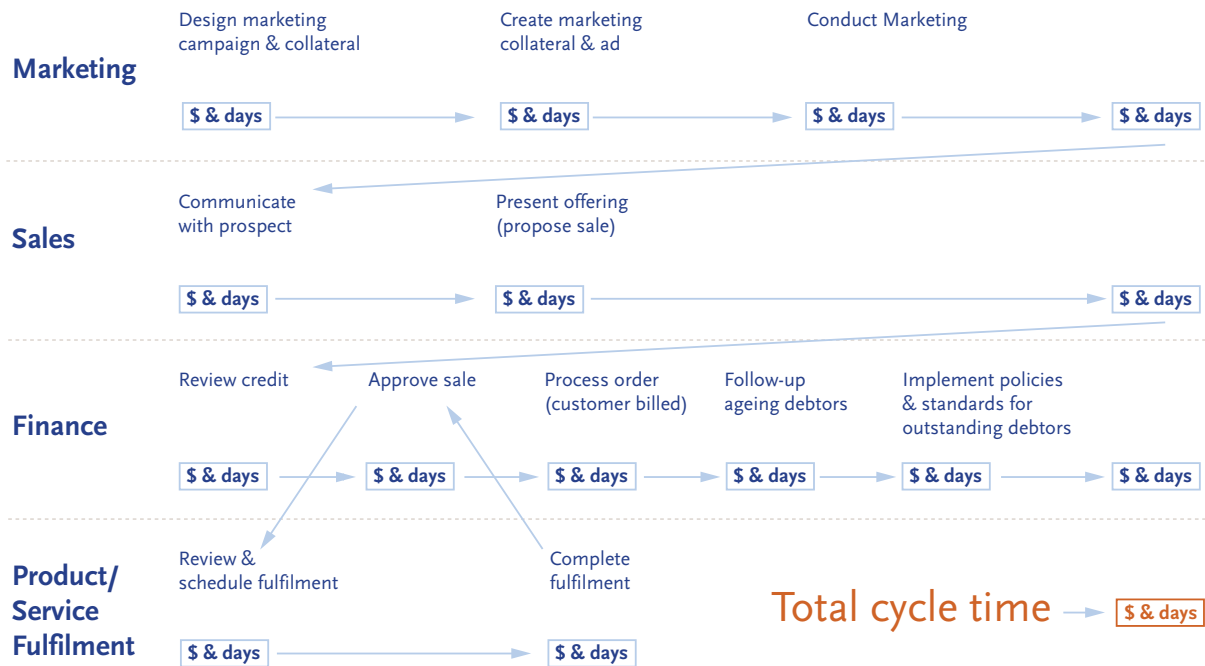 Marketing
Design marketing
campaign & collateral
Create marketing
collateral & ad
Conduct Marketing
$ & days
$ & days
$ & days
$ & days
Sales
Communicate
with prospect
Present offering
(propose sale)
$ & days
$ & days
$ & days
Finance
Review credit
Approve sale
Process order
(customer billed)
Follow-up
ageing debtors
Implement policies
& standards for
outstanding debtors
$ & days
$ & days
$ & days
$ & days
$ & days
$ & days
Product/
Service
Fulfilment
Review &
schedule fulfilment
Complete
fulfilment
$ & days
$ & days
Total cycle time
$ & days